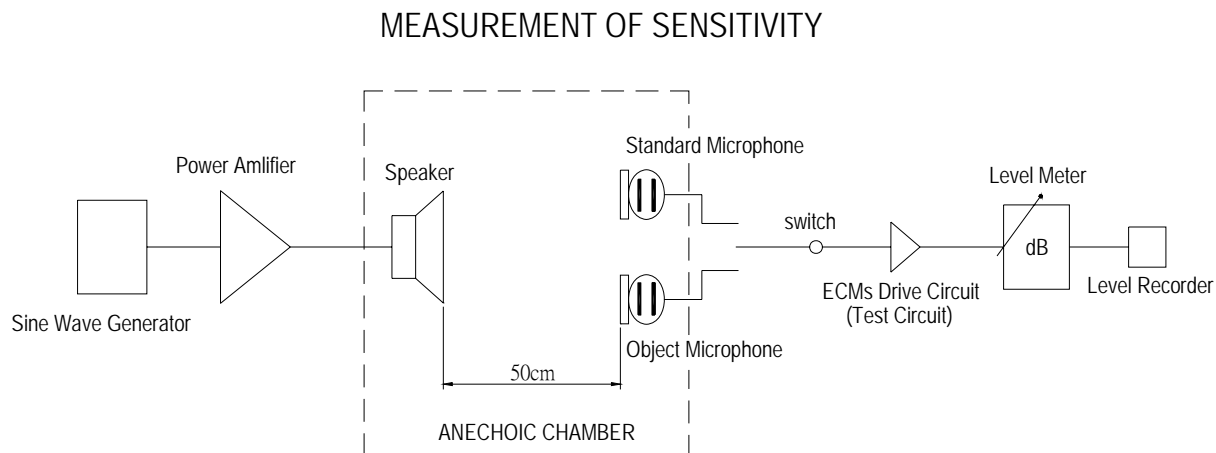 MEASUREMENT OF SENSITIVITY
Standard Microphone
Power Amlifier
Speaker
Level Meter
switch
dB
ECMs Drive Circuit
(Test Circuit)
Level Recorder
Sine Wave Generator
Object Microphone
50cm
ANECHOIC CHAMBER